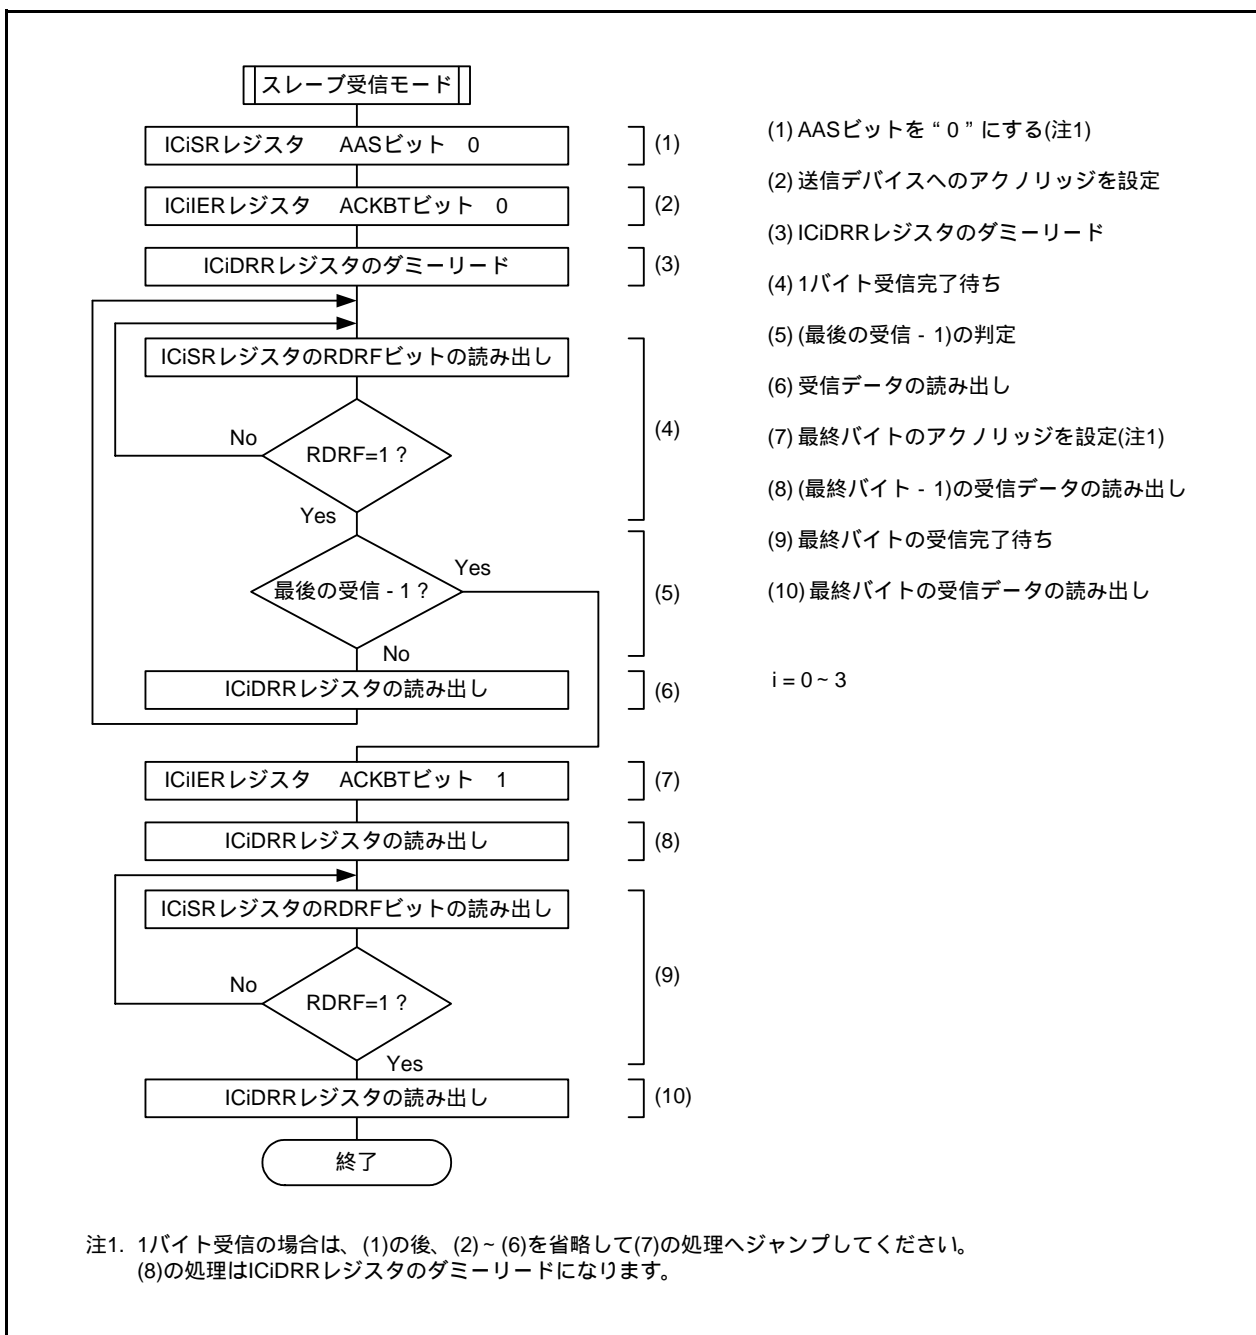 スレーブ受信モード
ICiSRレジスタ　AASビット　0
(1)
ICiIERレジスタ　ACKBTビット　0
(2)
ICiDRRレジスタのダミーリード
(3)
ICiSRレジスタのRDRFビットの読み出し
No
RDRF=1 ?
(4)
Yes
最後の受信 - 1 ?
Yes
(5)
No
ICiDRRレジスタの読み出し
(6)
ICiIERレジスタ　ACKBTビット　1
(7)
ICiDRRレジスタの読み出し
(8)
ICiSRレジスタのRDRFビットの読み出し
No
RDRF=1 ?
(9)
Yes
ICiDRRレジスタの読み出し
(10)
終了
(1) AASビットを“0”にする(注1)
(2) 送信デバイスへのアクノリッジを設定
(3) ICiDRRレジスタのダミーリード
(4) 1バイト受信完了待ち
(5) (最後の受信 - 1)の判定
(6) 受信データの読み出し
(7) 最終バイトのアクノリッジを設定(注1)
(8) (最終バイト - 1)の受信データの読み出し
(9) 最終バイトの受信完了待ち
(10) 最終バイトの受信データの読み出し
i = 0 ~ 3
注1. 1バイト受信の場合は、(1)の後、(2) ~ (6)を省略して(7)の処理へジャンプしてください。
(8)の処理はICiDRRレジスタのダミーリードになります。